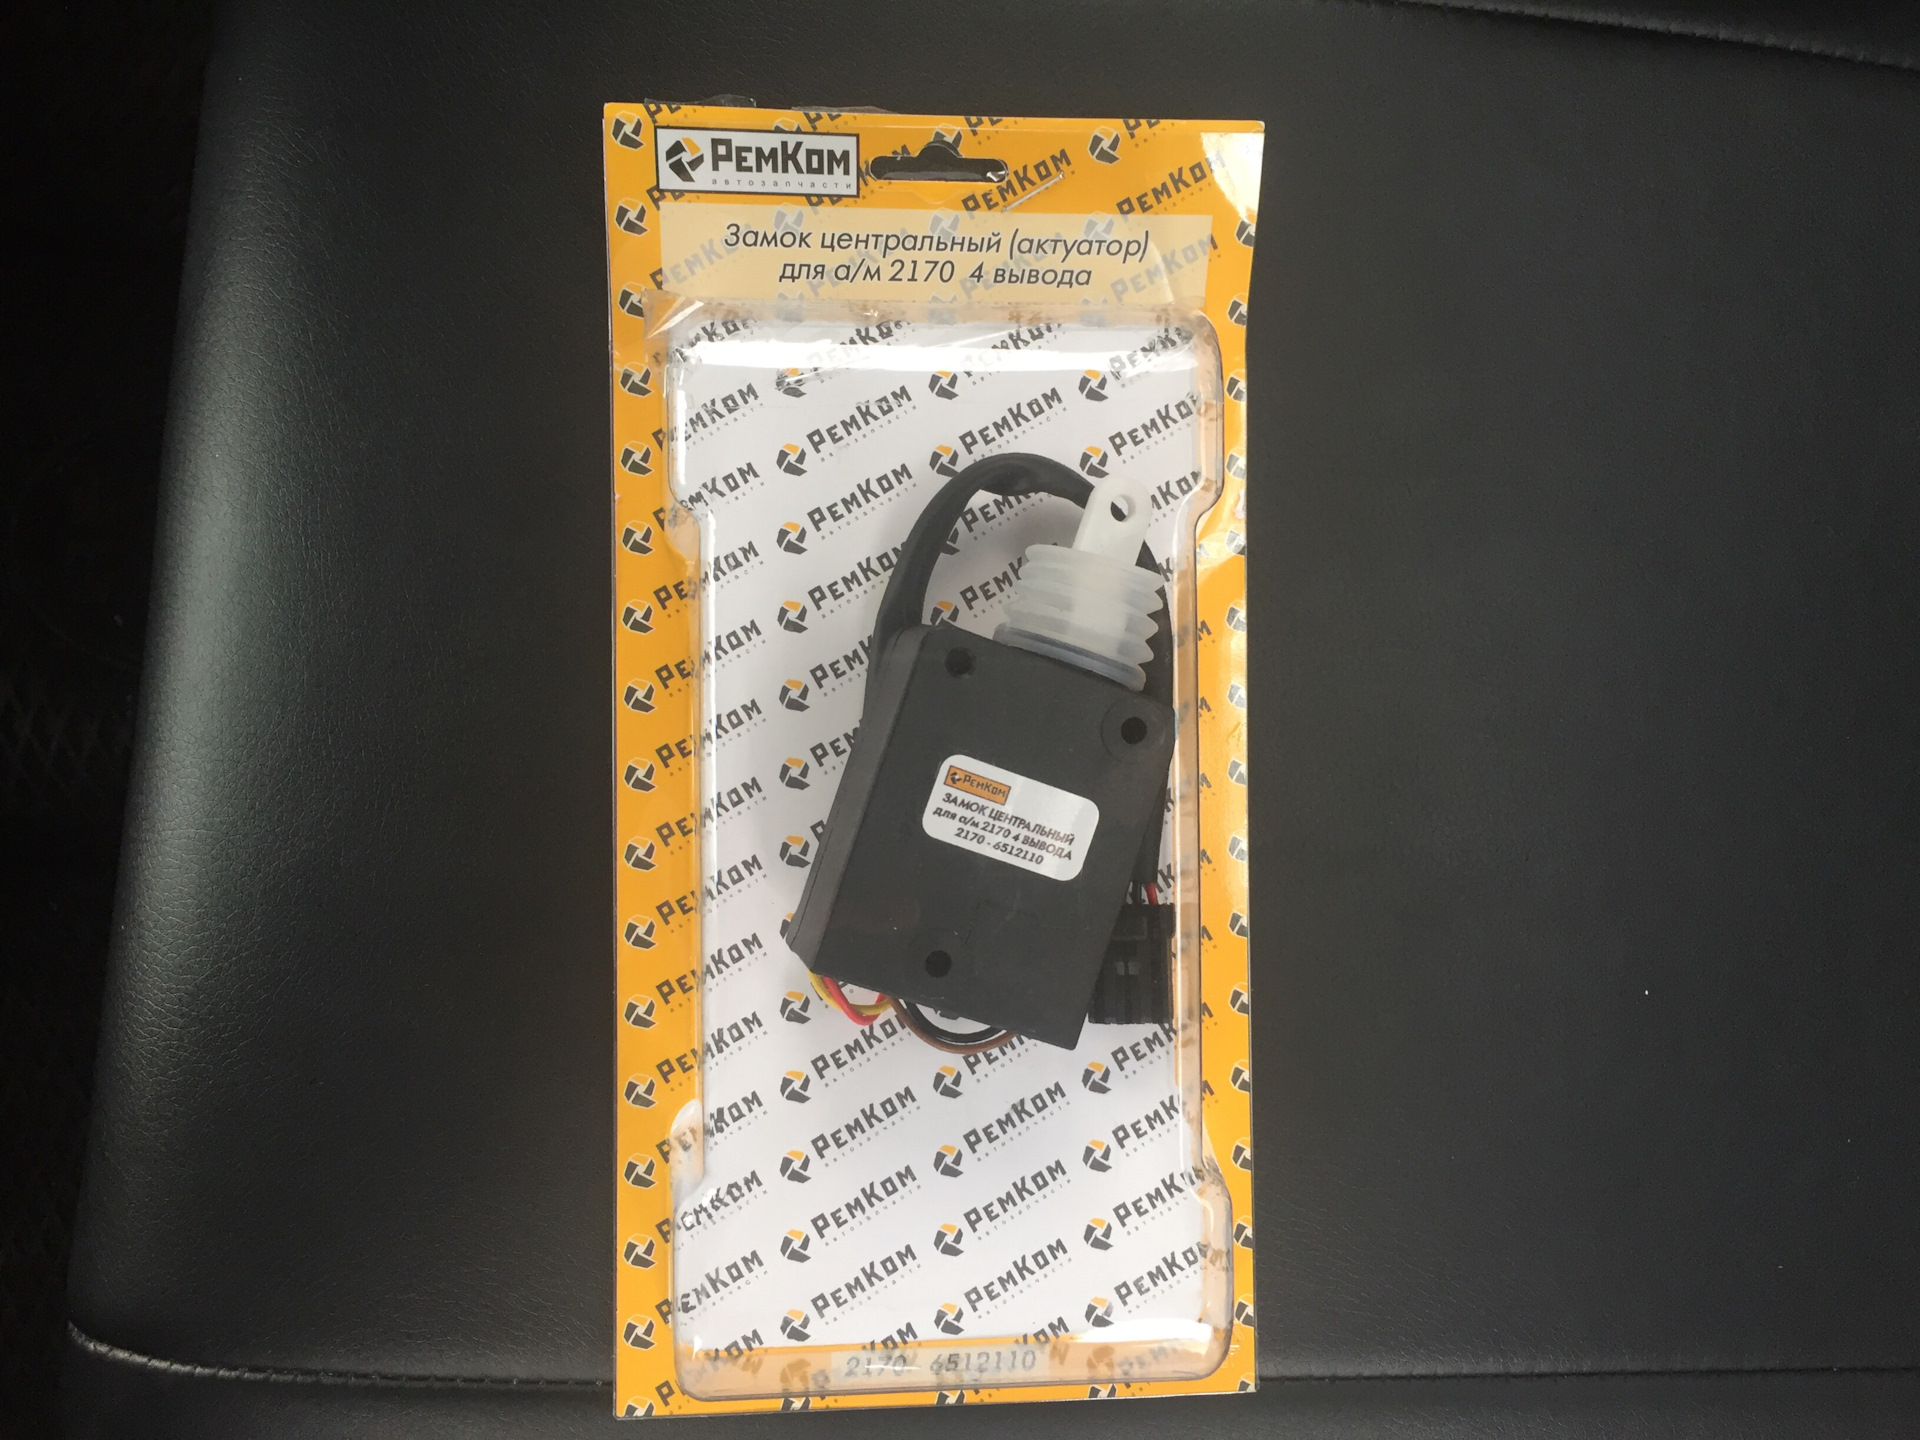 РемКом
автозапчасти
Замок центральный (актуатор)
для а/м 2170 4 вывода
РемКом
ЗАМОК ЦЕНТРАЛЬНЫЙ
для а/м 2170 4 ВЫВОДА
2170 - 6512110
2170 6512110